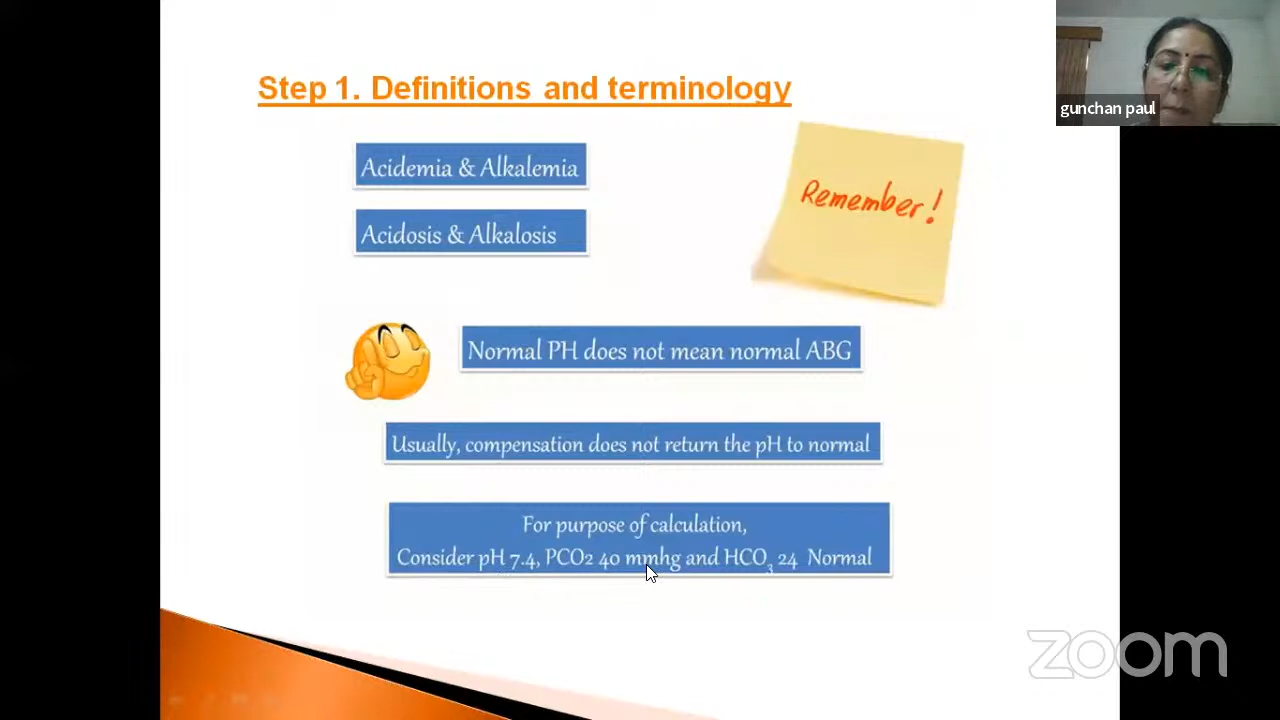 Step 1. Definitions and terminology
gunchan paul
Acidemia & Alkalemia
Remember!
Acidosis & Alkalosis
Normal PH does not mean normal ABG
Usually, compensation does not return the pH to normal
For purpose of calculation,
Consider pH 7.4, PCO2 40 mmhg and HCO3 24 Normal
zoom